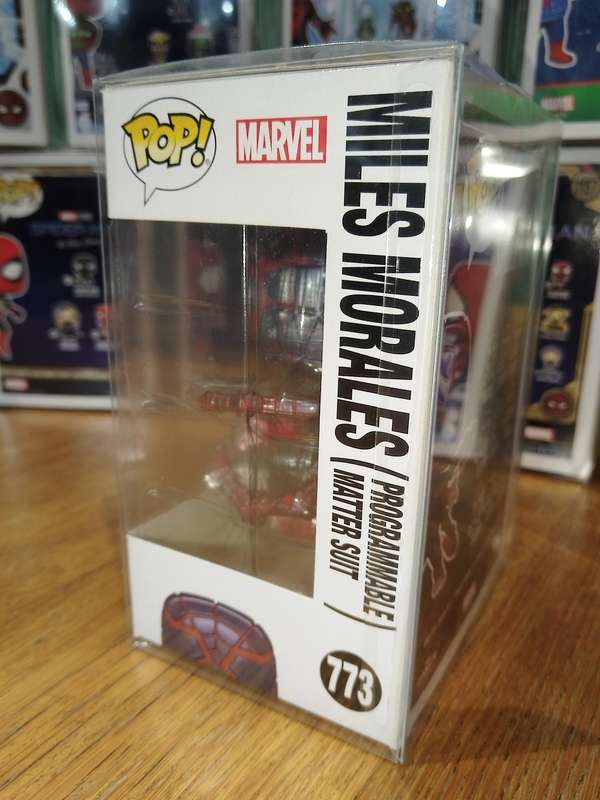 POP!
MARVEL
MILES MORALES
(PROGRAMMABLE
MATTER SUIT)
773